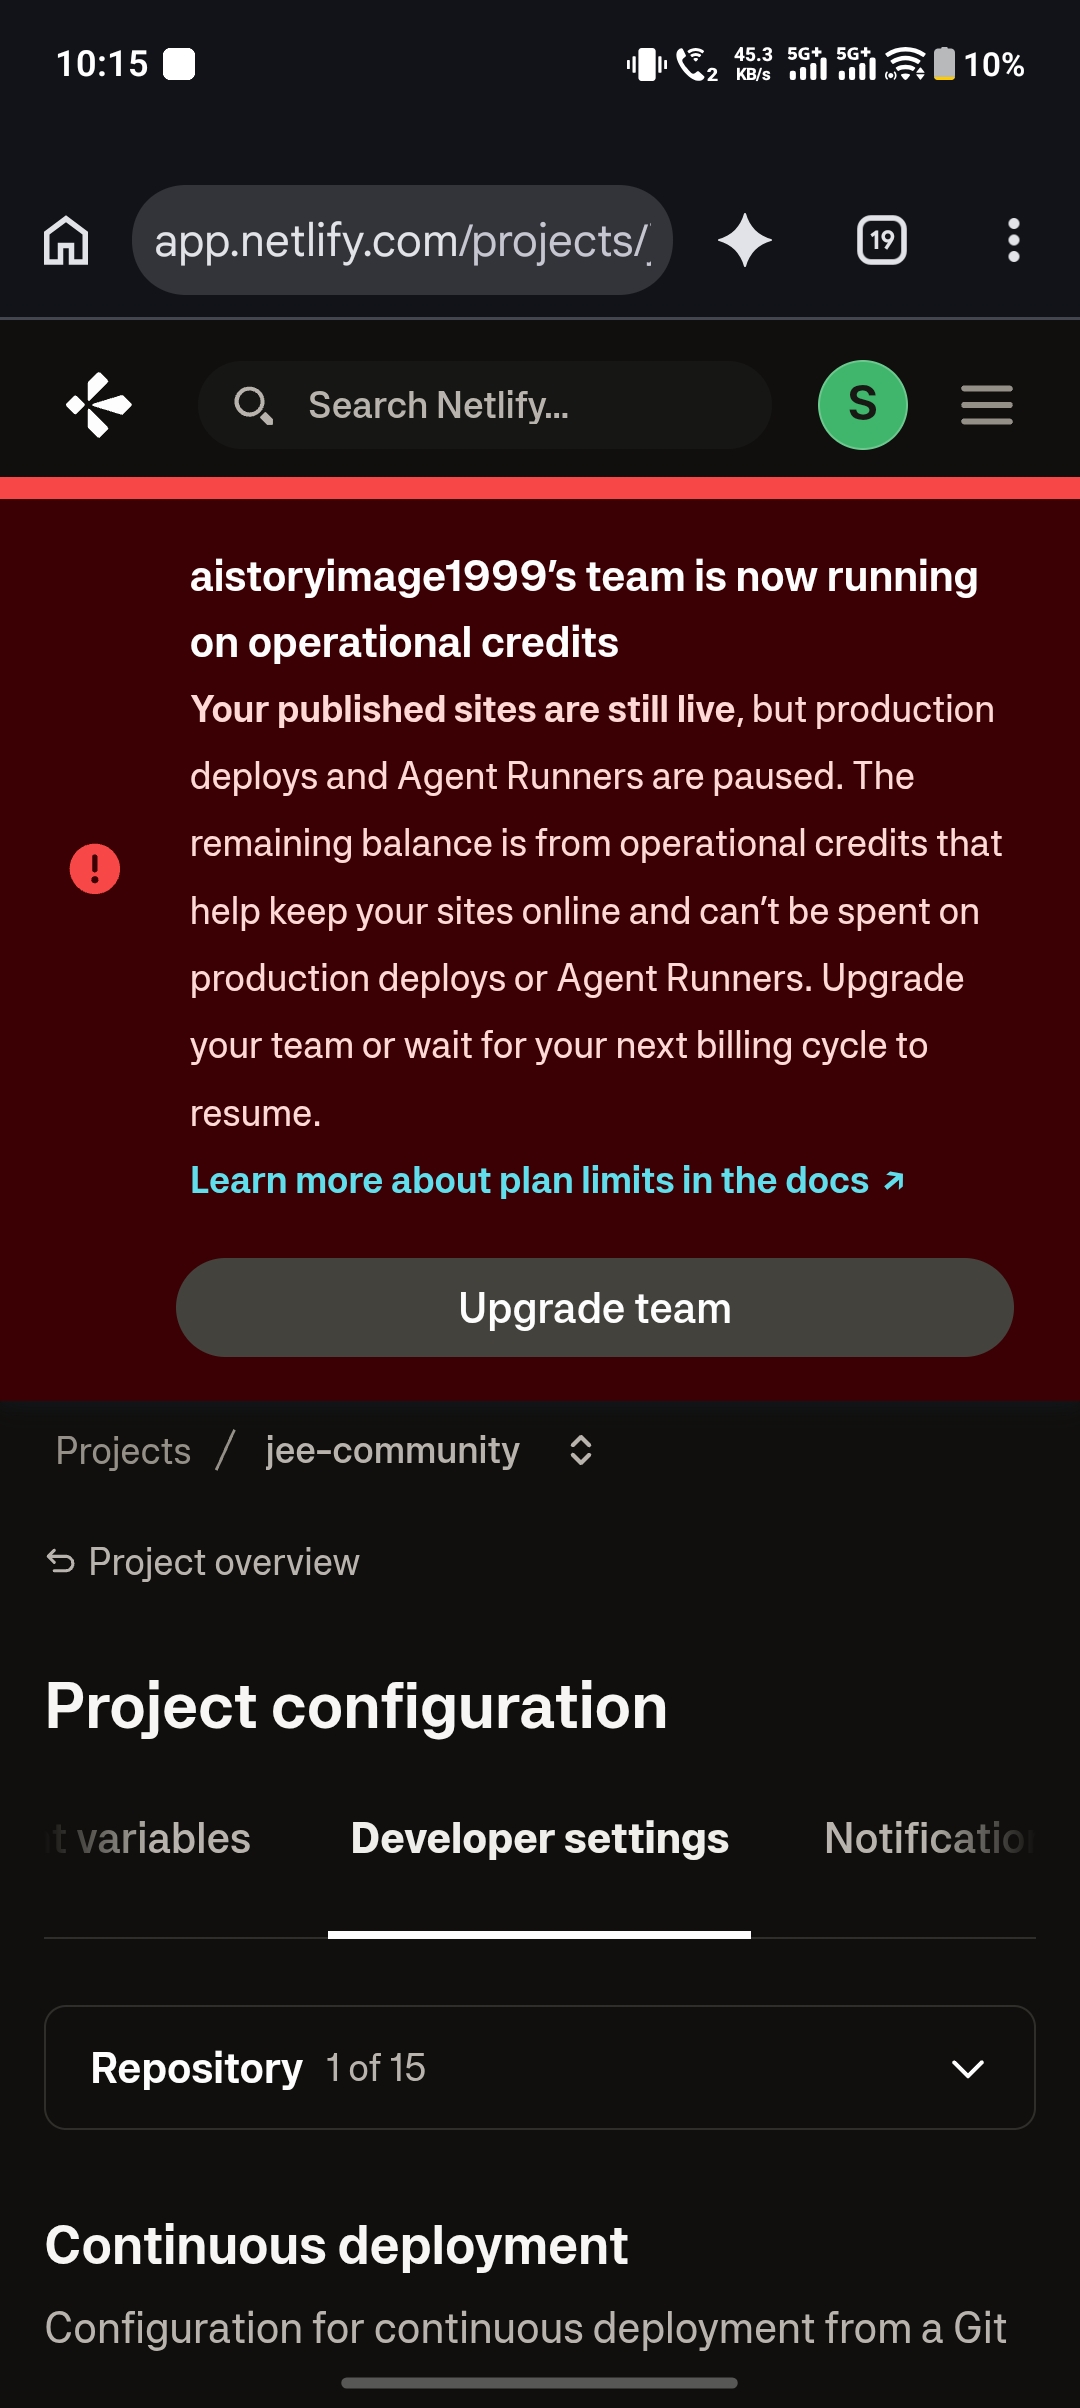 10:15
2
45.3
KB/s
5G+
5G+
10%
app.netlify.com/projects/
19
Search Netlify...
S
aistoryimage1999's team is now running
on operational credits
Your published sites are still live, but production
deploys and Agent Runners are paused. The
remaining balance is from operational credits that
help keep your sites online and can't be spent on
production deploys or Agent Runners. Upgrade
your team or wait for your next billing cycle to
resume.
Learn more about plan limits in the docs
Upgrade team
Projects / jee-community
Project overview
Project configuration
t variables
Developer settings
Notificatio
Repository 1 of 15
Continuous deployment
Configuration for continuous deployment from a Git